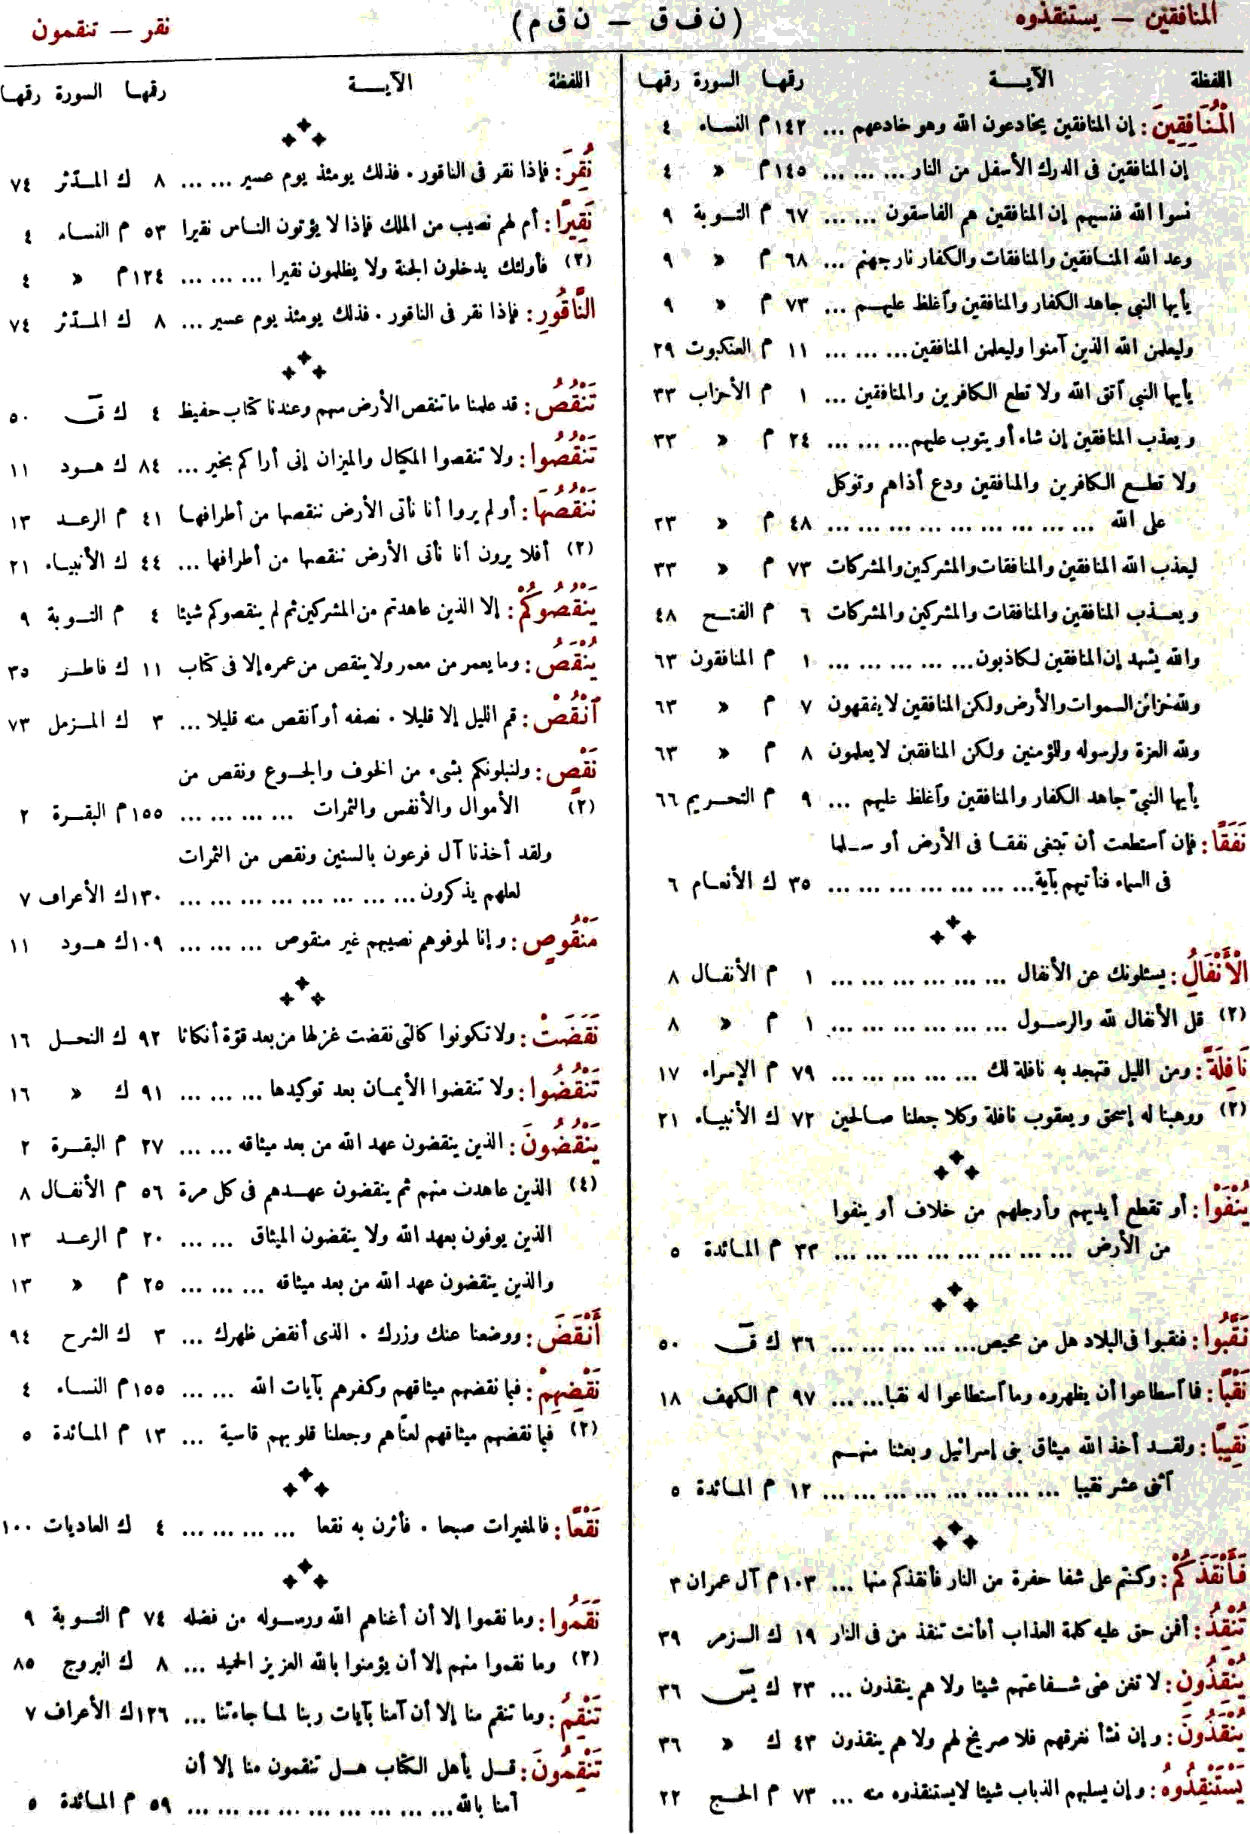 المنافقين — يستنقذوه (ن ف ق — ن ق م) نقر — تنقمون
اللفظة الآيـــة رقها السورة رقها
الْمُنَافِقِينَ: إن المنافقين يخادعون الله وهو خادعهم ... ١٤٢ م النساء ٤
إن المنافقين فى الدرك الأسفل من النار ... ... ... ١٤٥ م » ٤
نسوا الله فنسيهم إن المنافقين هم الفاسقون ... ... ٦٧ م التوبة ٩
وعد الله المنافقين والمنافقات والكفار نار جهنم ... ٦٨ م » ٩
يأيها النبى جاهد الكفار والمنافقين وٱغلظ عليهم ... ٧٣ م » ٩
وليعلمن الله الذين آمنوا وليعلمن المنافقين ... ... ... ١١ م العنكبوت ٢٩
يأيها النبي ٱتق الله ولا تطع الكافرين والمنافقين ... ١ م الأحزاب ٣٣
ويعذب المنافقين إن شاء أو يتوب عليهم ... ... ... ٢٤ م » ٣٣
ولا تطع الكافرين والمنافقين ودع أذاهم وتوكل
على الله ... ... ... ... ... ... ... ... ... ٤٨ م » ٣٣
ليعذب الله المنافقين والمنافقات والمشركين والمشركات ٧٣ م » ٣٣
ويعذب المنافقين والمنافقات والمشركين والمشركات ٦ م الفتح ٤٨
والله يشهد إن المنافقين لكاذبون ... ... ... ... ... ١ م المنافقون ٦٣
ولله خزائن السموات والأرض ولكن المنافقين لا يفقهون ٧ م » ٦٣
ولله العزة ولرسوله وللمؤمنين ولكن المنافقين لا يعلمون ٨ م » ٦٣
يأيها النبىّ جاهد الكفار والمنافقين وٱغلظ عليهم ... ٩ م التحريم ٦٦
نَفَقًا: فإن ٱستطعت أن تبتغى نفقا فى الأرض أو سلما
فى السماء فتأتيهم بآية ... ... ... ... ... ... ... ٣٥ ك الأنعام ٦
الْأَنْفَالِ: يسئلونك عن الأنفال ... ... ... ... ... ... ١ م الأنفال ٨
(٢) قل الأنفال لله والرسول ... ... ... ... ... ... ١ م » ٨
نَافِلَةً: ومن الليل فتهجد به نافلة لك ... ... ... ... ... ٧٩ م الإسراء ١٧
(٢) ووهبنا له إسحق ويعقوب نافلة وكلا جعلنا صالحين ٧٢ ك الأنبياء ٢١
يُنْفَوْا: أو تقطع أيديهم وأرجلهم من خلاف أو ينفوا
من الأرض ... ... ... ... ... ... ... ... ٣٣ م المائدة ٥
نَقَّبُوا: فنقبوا فى البلاد هل من محيص ... ... ... ... ... ٣٦ ك قٓ ٥٠
نَقْبًا: فما ٱسطاعوا أن يظهروه وما ٱستطاعوا له نقبا ... ... ٩٧ م الكهف ١٨
نَقِيبًا: ولقد أخذ الله ميثاق بنى إسرائيل وبعثنا منهم
ٱثنى عشر نقيبا ... ... ... ... ... ... ... ... ١٢ م المائدة ٥
فَأَنْقَذَكُمْ: وكنتم على شفا حفرة من النار فأنقذكم منها ... ١٠٣ م آل عمران ٣
تُنْقِذُ: أفمن حق عليه كلمة العذاب أفأنت تنقذ من فى النار ١٩ ك الزمر ٣٩
يُنْقِذُونِ: لا تغن عنى شفاعتهم شيئا ولا هم ينقذون ... ٢٣ ك يٓس ٣٦
يُنْقَذُونَ: وإن نشأ نغرقهم فلا صريخ لهم ولا هم ينقذون ٤٣ ك » ٣٦
يَسْتَنْقِذُوهُ: وإن يسلبهم الذباب شيئا لا يستنقذوه منه ... ٧٣ م الحج ٢٢
اللفظة الآيـــة رقها السورة رقها
نُقِرَ: فإذا نقر فى الناقور . فذلك يومئذ يوم عسير ... ... ٨ ك المدّثر ٧٤
نَقِيرًا: أم لهم نصيب من الملك فإذا لا يؤتون الناس نقيرا ٥٣ م النساء ٤
(٢) فأولئك يدخلون الجنة ولا يظلمون نقيرا ... ... ... ١٢٤ م » ٤
النَّاقُورِ: فإذا نقر فى الناقور . فذلك يومئذ يوم عسير ... ٨ ك المدّثر ٧٤
تَنْقُصُ: قد علمنا ما تنقص الأرض منهم وعندنا كتاب حفيظ ٤ ك قٓ ٥٠
تَنْقُصُوا: ولا تنقصوا المكيال والميزان إنى أراكم بخير ... ٨٤ ك هود ١١
نَنْقُصُهَا: أو لم يروا أنا نأتى الأرض ننقصها من أطرافها ٤١ م الرعد ١٣
(٢) أفلا يرون أنا نأتى الأرض ننقصها من أطرافها ... ٤٤ ك الأنبياء ٢١
يَنْقُصُوكُمْ: إلا الذين عاهدتم من المشركين ثم لم ينقصوكم شيئا ٤ م التوبة ٩
يُنْقَصُ: وما يعمر من معمر ولا ينقص من عمره إلا فى كتاب ١١ ك فاطر ٣٥
ٱنْقُصْ: قم الليل إلا قليلا . نصفه أو ٱنقص منه قليلا ... ٣ ك المزمل ٧٣
نَقْصٍ: ولنبلونكم بشىء من الخوف والجوع ونقص من
(٢) الأموال والأنفس والثمرات ... ... ... ... ١٥٥ م البقرة ٢
ولقد أخذنا آل فرعون بالسنين ونقص من الثمرات
لعلهم يذكرون ... ... ... ... ... ... ... ... ١٣٠ ك الأعراف ٧
مَنْقُوصٍ: وإنا لموفوهم نصيبهم غير منقوص ... ... ... ١٠٩ ك هود ١١
نَقَضَتْ: ولا تكونوا كالتى نقضت غزلها من بعد قوّة أنكاثا ٩٢ ك النحل ١٦
تَنْقُضُوا: ولا تنقضوا الأيمان بعد توكيدها ... ... ... ٩١ ك » ١٦
يَنْقُضُونَ: الذين ينقضون عهد الله من بعد ميثاقه ... ... ٢٧ م البقرة ٢
(٤) الذين عاهدت منهم ثم ينقضون عهدهم فى كل مرة ٥٦ م الأنفال ٨
الذين يوفون بعهد الله ولا ينقضون الميثاق ... ... ٢٠ م الرعد ١٣
والذين ينقضون عهد الله من بعد ميثاقه ... ... ... ٢٥ م » ١٣
أَنْقَضَ: ووضعنا عنك وزرك . الذى أنقض ظهرك ... ٣ ك الشرح ٩٤
نَقْضِهِمْ: فبما نقضهم ميثاقهم وكفرهم بآيات الله ... ... ١٥٥ م النساء ٤
(٢) فبما نقضهم ميثاقهم لعنّاهم وجعلنا قلوبهم قاسية ... ١٣ م المائدة ٥
نَقْعًا: فالمغيرات صبحا . فأثرن به نقعا ... ... ... ... ٤ ك العاديات ١٠٠
نَقَمُوا: وما نقموا إلا أن أغناهم الله ورسوله من فضله ٧٤ م التوبة ٩
(٢) وما نقموا منهم إلا أن يؤمنوا بالله العزيز الحميد ... ٨ ك البروج ٨٥
تَنْقِمُ: وما تنقم منا إلا أن آمنا بآيات ربنا لما جاءتنا ... ١٢٦ ك الأعراف ٧
تَنْقِمُونَ: قل يأهل الكتاب هل تنقمون منا إلا أن
آمنا بالله ... ... ... ... ... ... ... ... ... ٥٩ م المائدة ٥